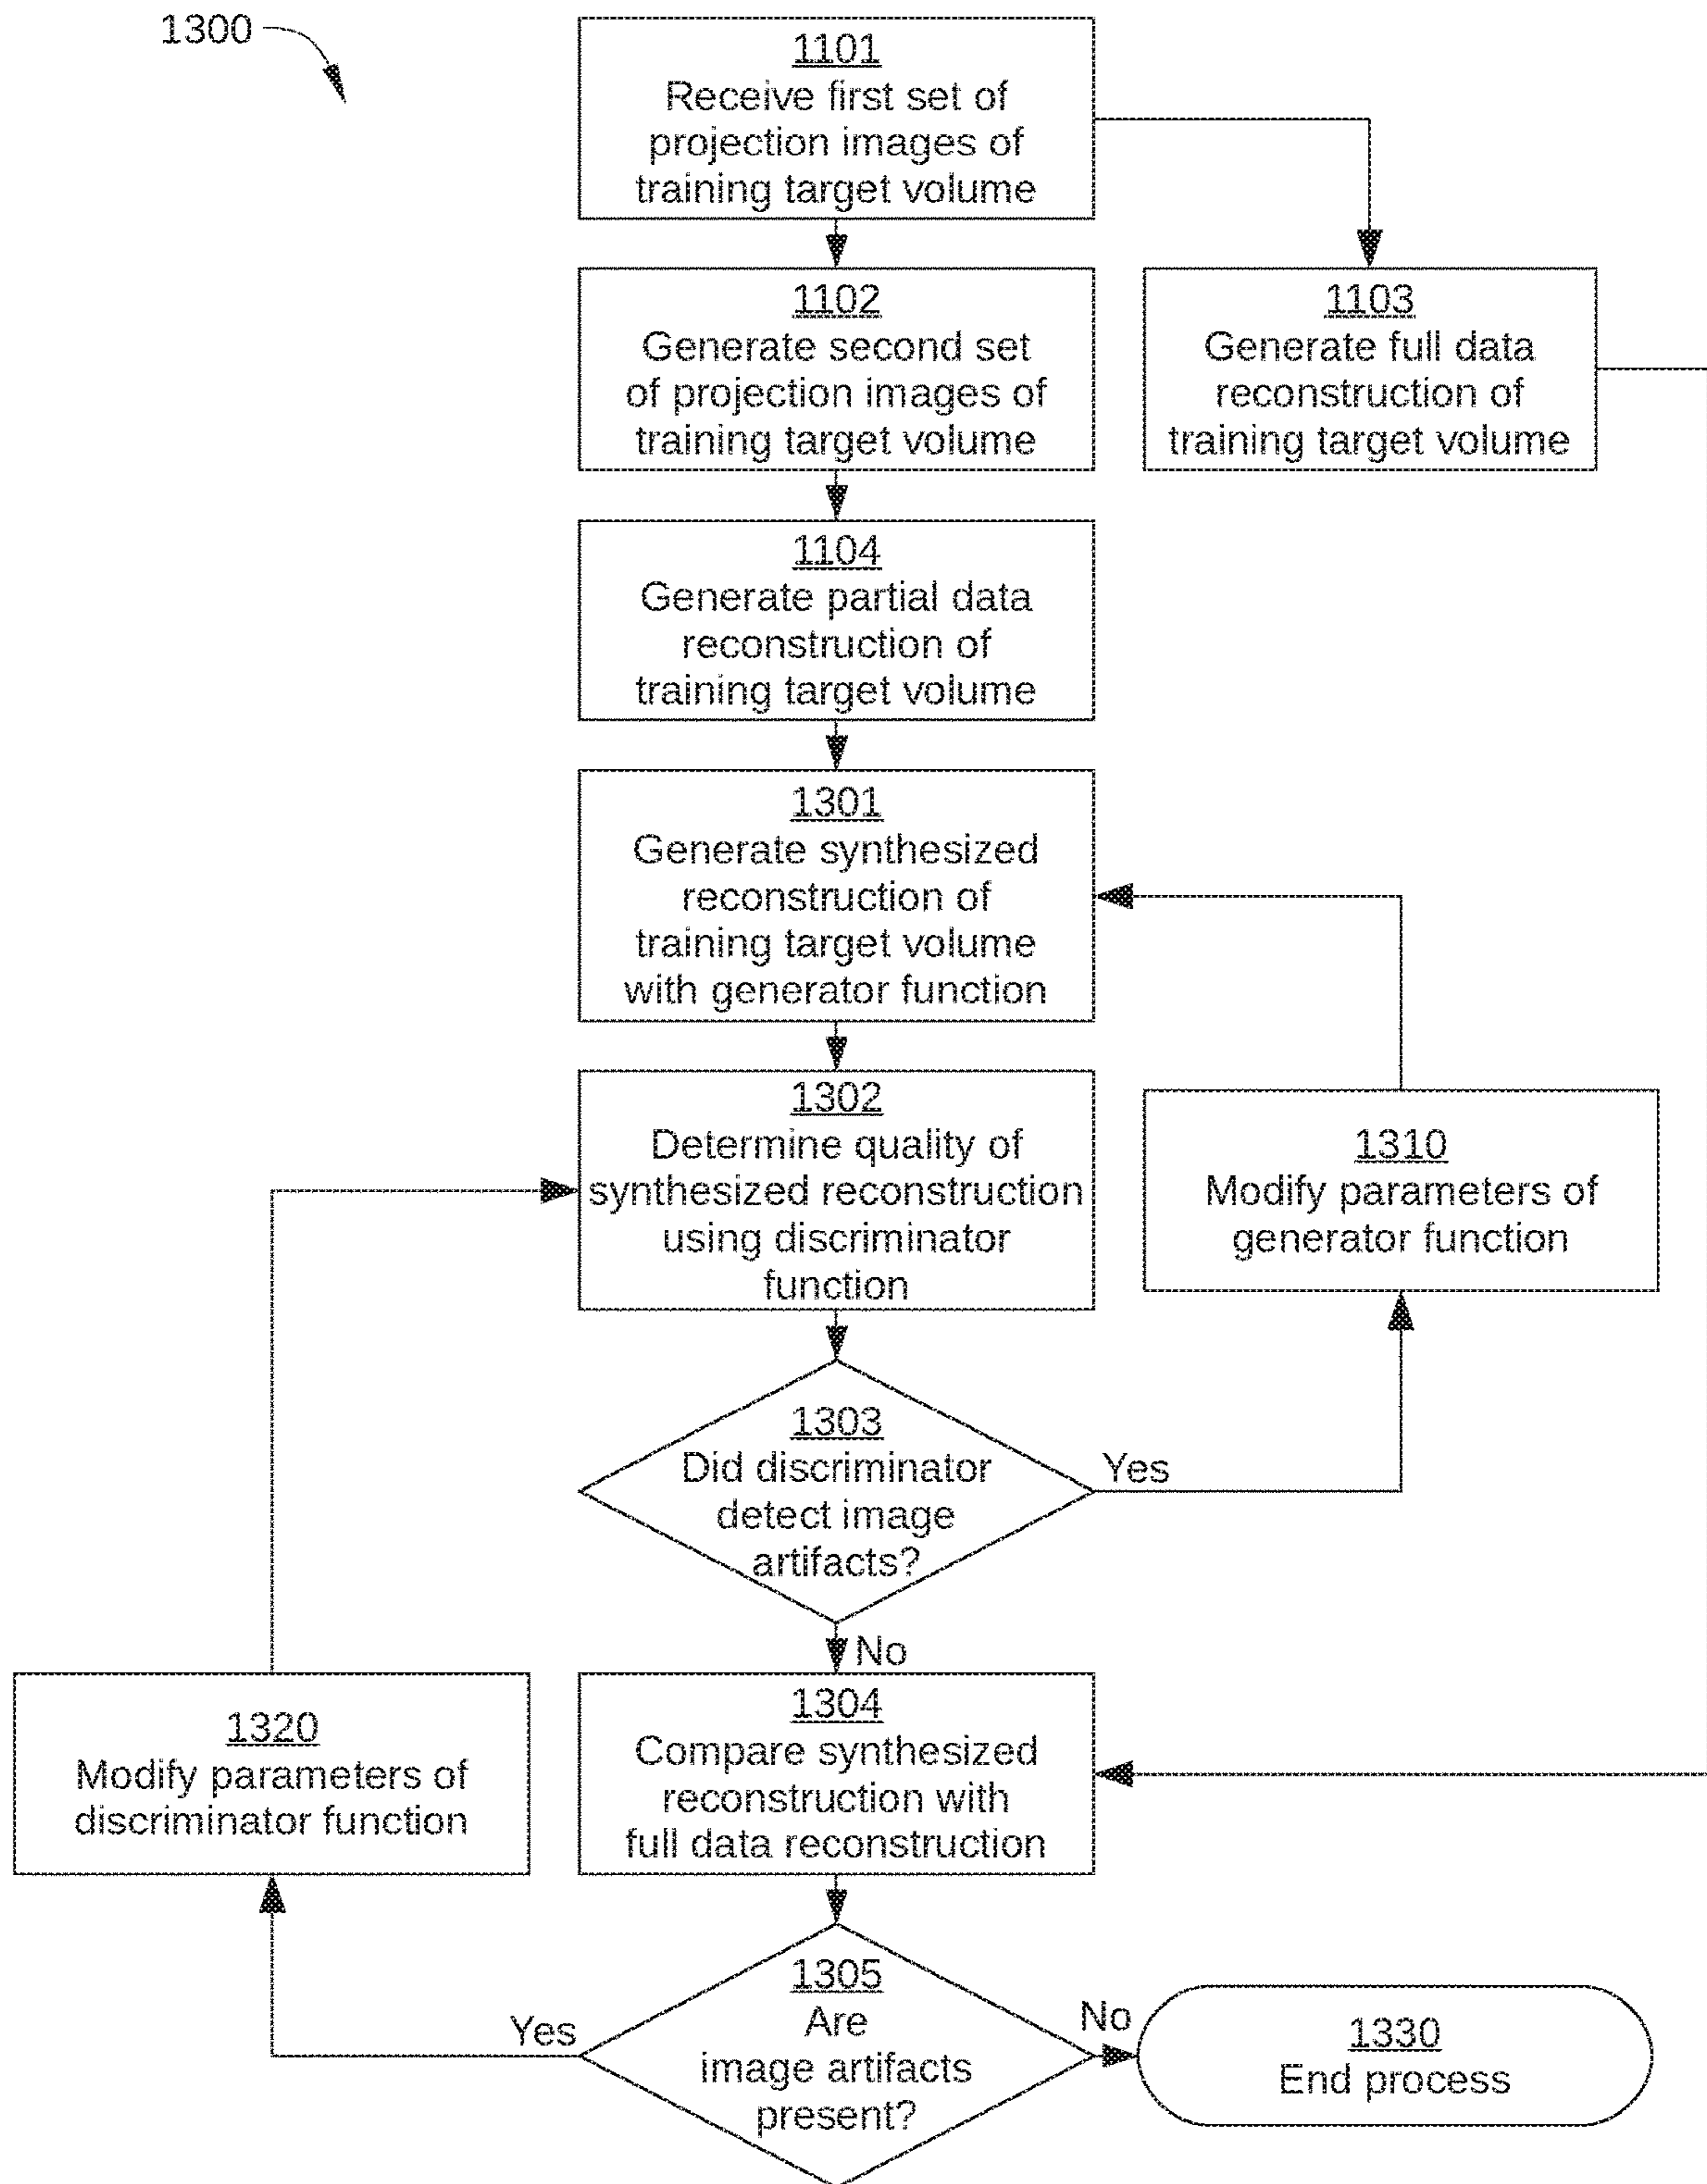 1300
1101
Receive first set of
projection images of
training target volume
1102
Generate second set
of projection images of
training target volume
1103
Generate full data
reconstruction of
training target volume
1104
Generate partial data
reconstruction of
training target volume
1301
Generate synthesized
reconstruction of
training target volume
with generator function
1302
Determine quality of
synthesized reconstruction
using discriminator
function
1310
Modify parameters of
generator function
1303
Did discriminator
detect image
artifacts?
Yes
No
1304
Compare synthesized
reconstruction with
full data reconstruction
1320
Modify parameters of
discriminator function
1305
Are
image artifacts
present?
Yes
No
1330
End process